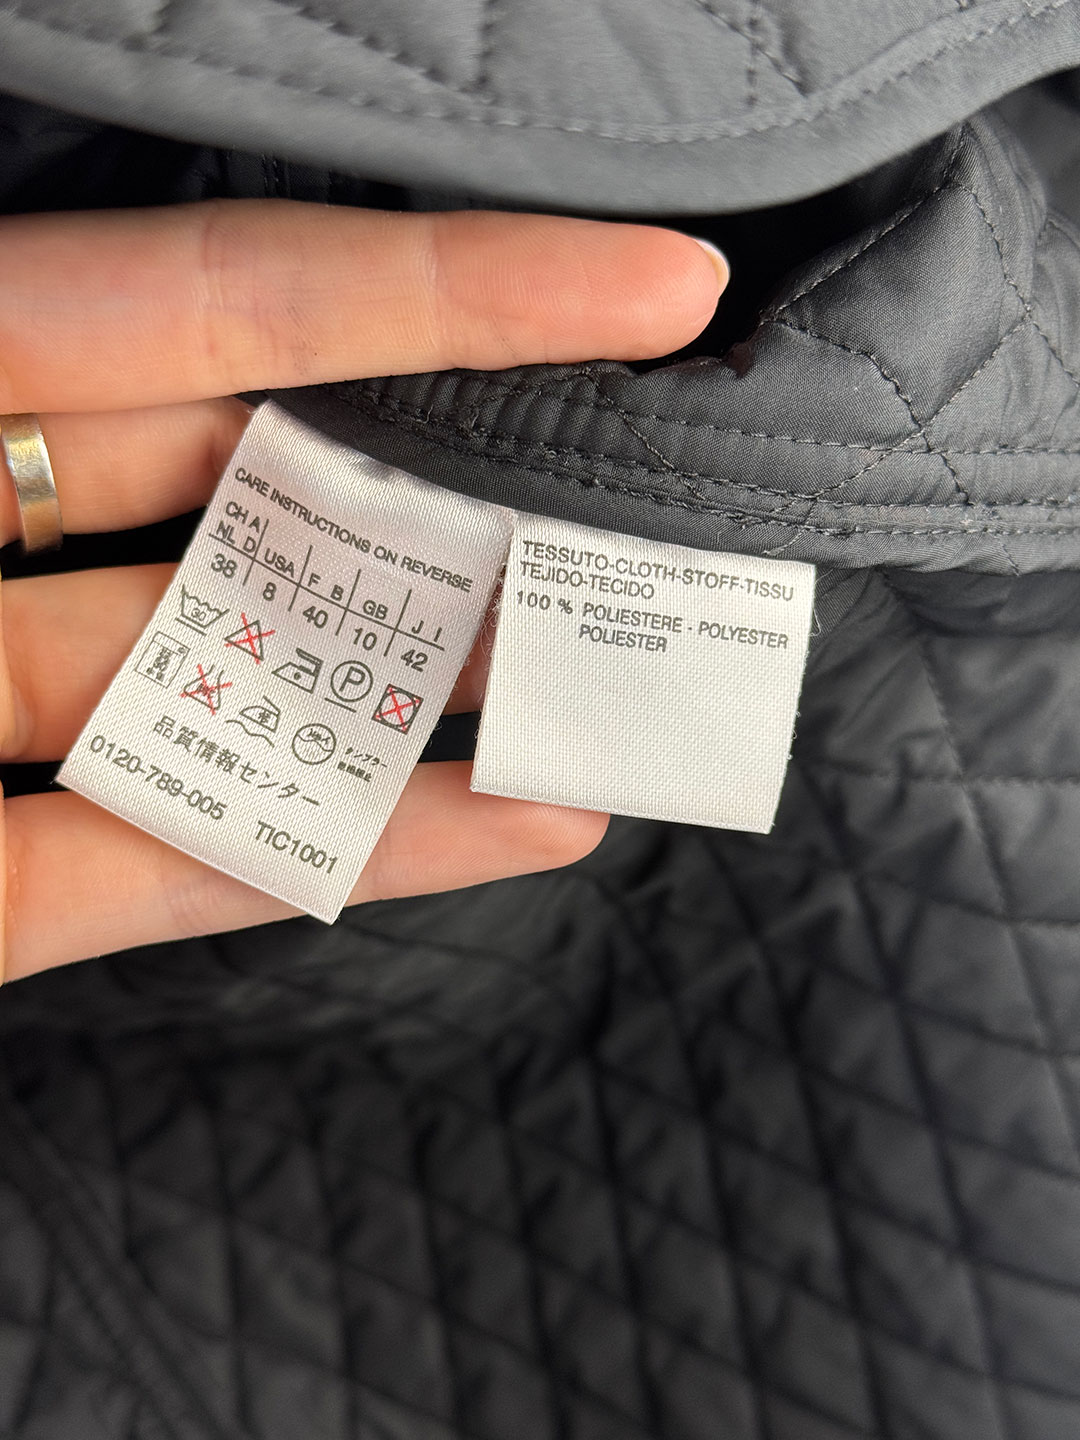 CARE INSTRUCTIONS ON REVERSE
CH A
NL D USA F B GB J I
38 8 40 10 42
30
P
品質情報センター
0120-789-005 TIC1001
TESSUTO-CLOTH-STOFF-TISSU
TEJIDO-TECIDO
100 % POLIESTERE - POLYESTER
POLIESTER